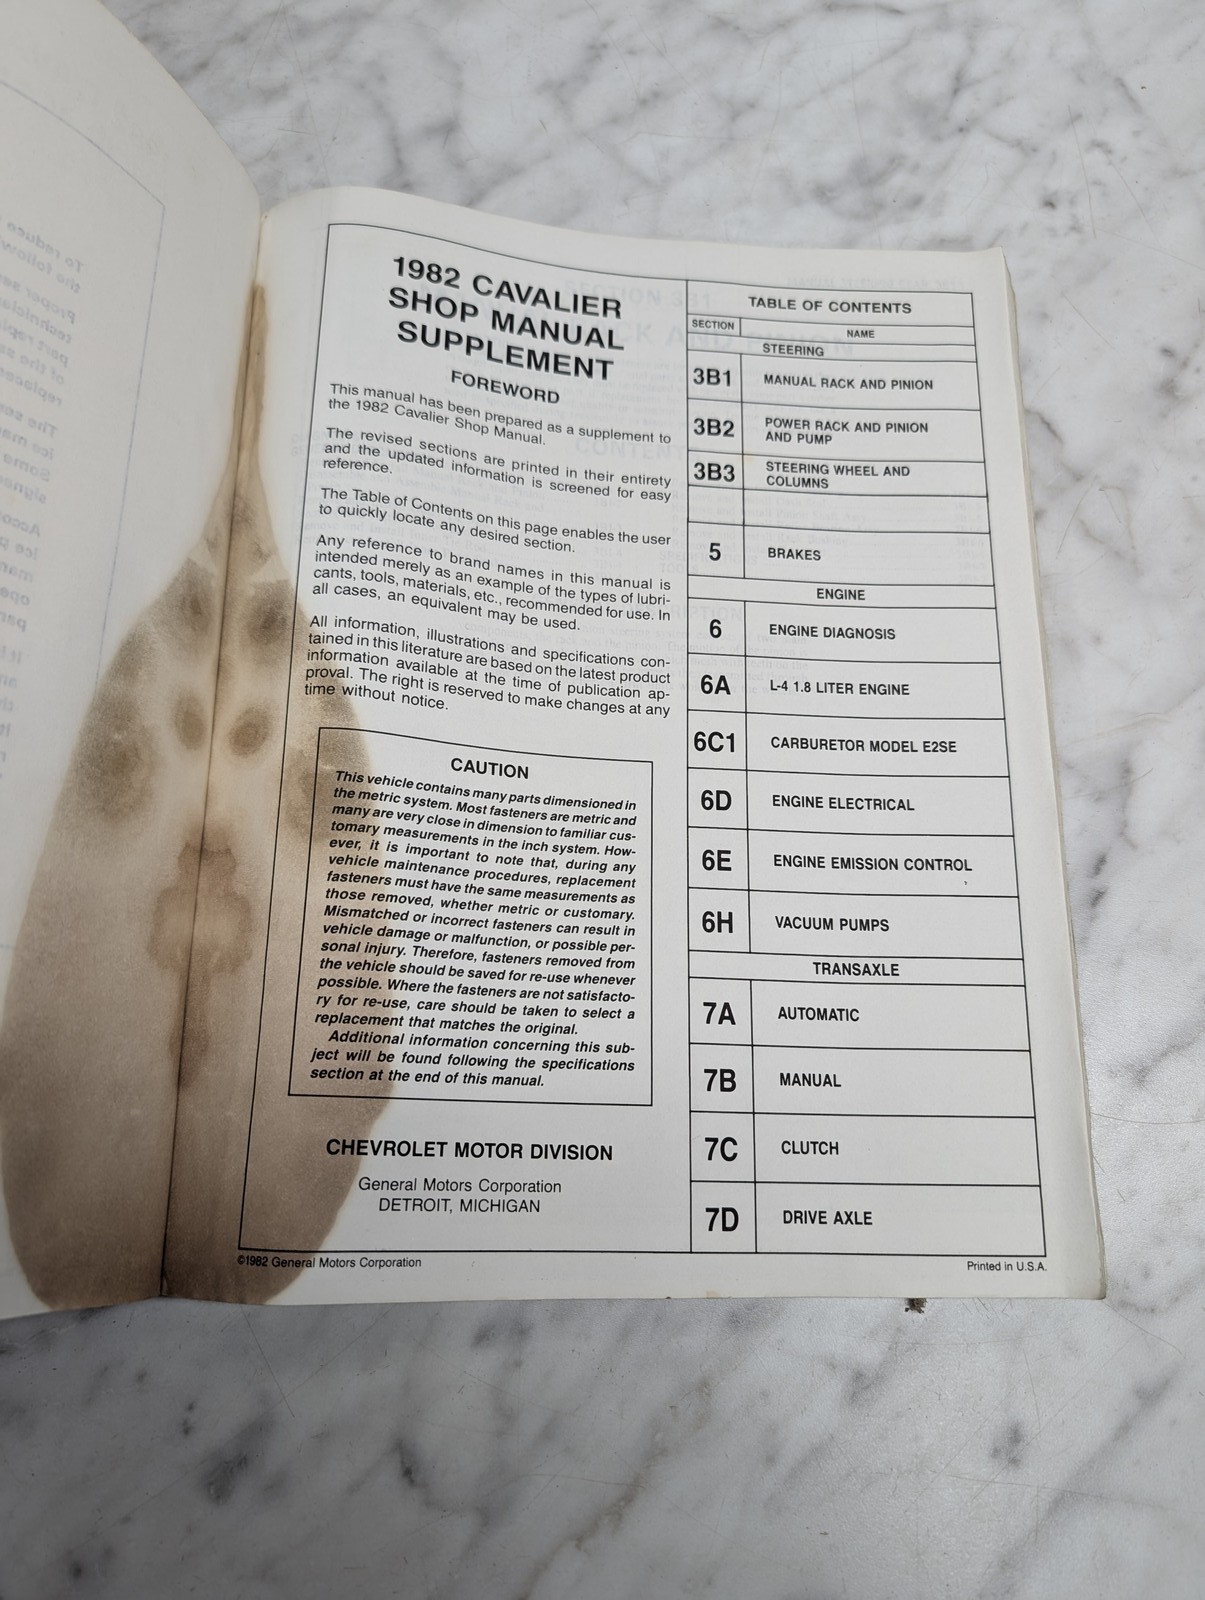 1982 CAVALIER
SHOP MANUAL
SUPPLEMENT
FOREWORD
This manual has been prepared as a supplement to
the 1982 Cavalier Shop Manual.
The revised sections are printed in their entirety
and the updated information is screened for easy
reference.
The Table of Contents on this page enables the user
to quickly locate any desired section.
Any reference to brand names in this manual is
intended merely as an example of the types of lubri-
cants, tools, materials, etc., recommended for use. In
all cases, an equivalent may be used.
All information, illustrations and specifications con-
tained in this literature are based on the latest product
information available at the time of publication ap-
proval. The right is reserved to make changes at any
time without notice.
CAUTION
This vehicle contains many parts dimensioned in
the metric system. Most fasteners are metric and
many are very close in dimension to familiar cus-
tomary measurements in the inch system. How-
ever, it is important to note that, during any
vehicle maintenance procedures, replacement
fasteners must have the same measurements as
those removed, whether metric or customary.
Mismatched or incorrect fasteners can result in
vehicle damage or malfunction, or possible per-
sonal injury. Therefore, fasteners removed from
the vehicle should be saved for re-use whenever
possible. Where the fasteners are not satisfacto-
ry for re-use, care should be taken to select a
replacement that matches the original.
Additional information concerning this sub-
ject will be found following the specifications
section at the end of this manual.
CHEVROLET MOTOR DIVISION
General Motors Corporation
DETROIT, MICHIGAN
©1982 General Motors Corporation
TABLE OF CONTENTS
SECTION NAME
STEERING
3B1 MANUAL RACK AND PINION
3B2 POWER RACK AND PINION
AND PUMP
3B3 STEERING WHEEL AND
COLUMNS
5 BRAKES
ENGINE
6 ENGINE DIAGNOSIS
6A L-4 1.8 LITER ENGINE
6C1 CARBURETOR MODEL E2SE
6D ENGINE ELECTRICAL
6E ENGINE EMISSION CONTROL
6H VACUUM PUMPS
TRANSAXLE
7A AUTOMATIC
7B MANUAL
7C CLUTCH
7D DRIVE AXLE
Printed in U.S.A.